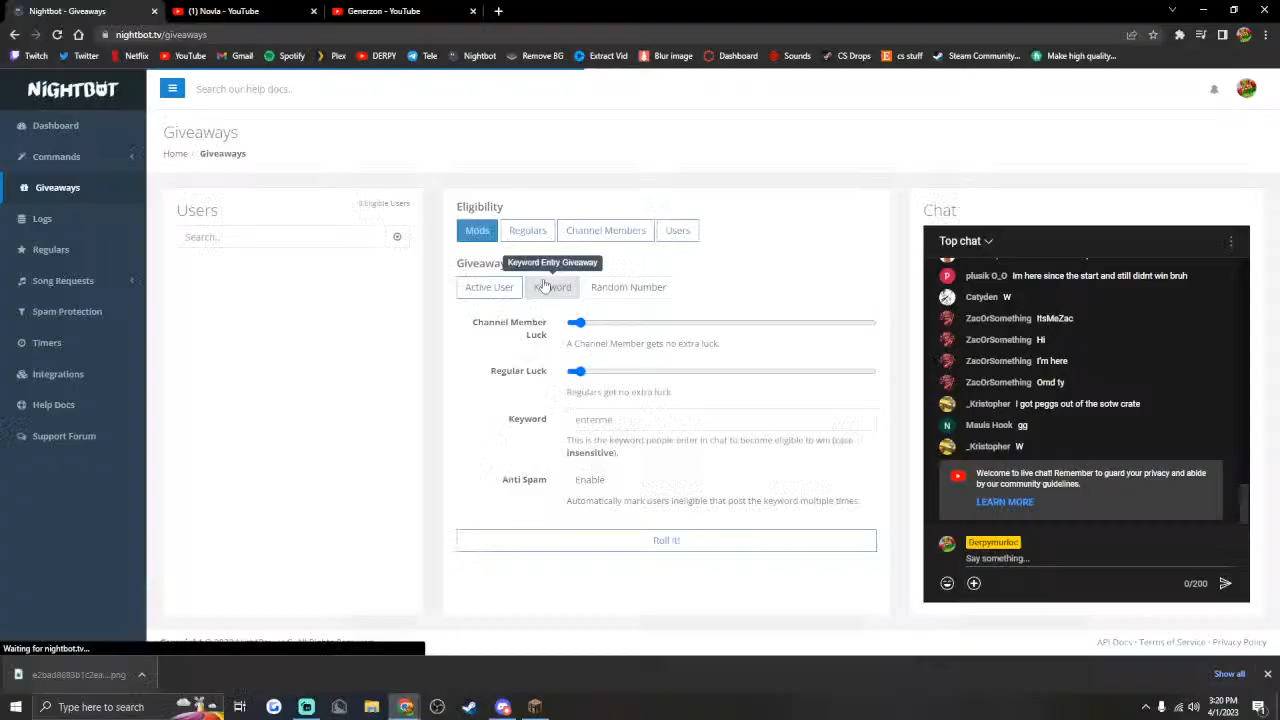 Nightbot - Giveaways
(1) Novia - YouTube
Generzon - YouTube
nightbot.tv/giveaways
Twitch
Twitter
Netflix
YouTube
Gmail
Spotify
Plex
DERPY
Tele
Nightbot
Remove BG
Extract Vid
Blur image
Dashboard
Sounds
CS Drops
cs stuff
Steam Community...
Make high quality...
NiGHTBOT
Search our help docs..
Dashboard
Commands
Giveaways
Logs
Regulars
Song Requests
Spam Protection
Timers
Integrations
Help Docs
Support Forum
Giveaways
Home
Giveaways
Users
0 Eligible Users
Search..
Eligibility
Mods
Regulars
Channel Members
Users
Giveaway
Keyword Entry Giveaway
Active User
Keyword
Random Number
Channel Member
Luck
A Channel Member gets no extra luck.
Regular Luck
Regulars get no extra luck
Keyword
enterme
This is the keyword people enter in chat to become eligible to win (case
insensitive).
Anti Spam
Enable
Automatically mark users ineligible that post the keyword multiple times.
Roll It!
Chat
Top chat
P plusik O_o Im here since the start and still didnt win bruh
Catyden W
ZacOrSomething ItsMeZac
ZacOrSomething Hi
ZacOrSomething I'm here
ZacOrSomething Omd ty
_Kristopher I got peggs out of the sotw crate
N Mauls Hook gg
_Kristopher W
Welcome to live chat! Remember to guard your privacy and abide
by our community guidelines.
LEARN MORE
Derpymurloc
Say something...
0/200
API Docs - Terms of Service - Privacy Policy
Waiting for nightbot.tv...
Show all
Type here to search
3:20 PM
4/1/2023